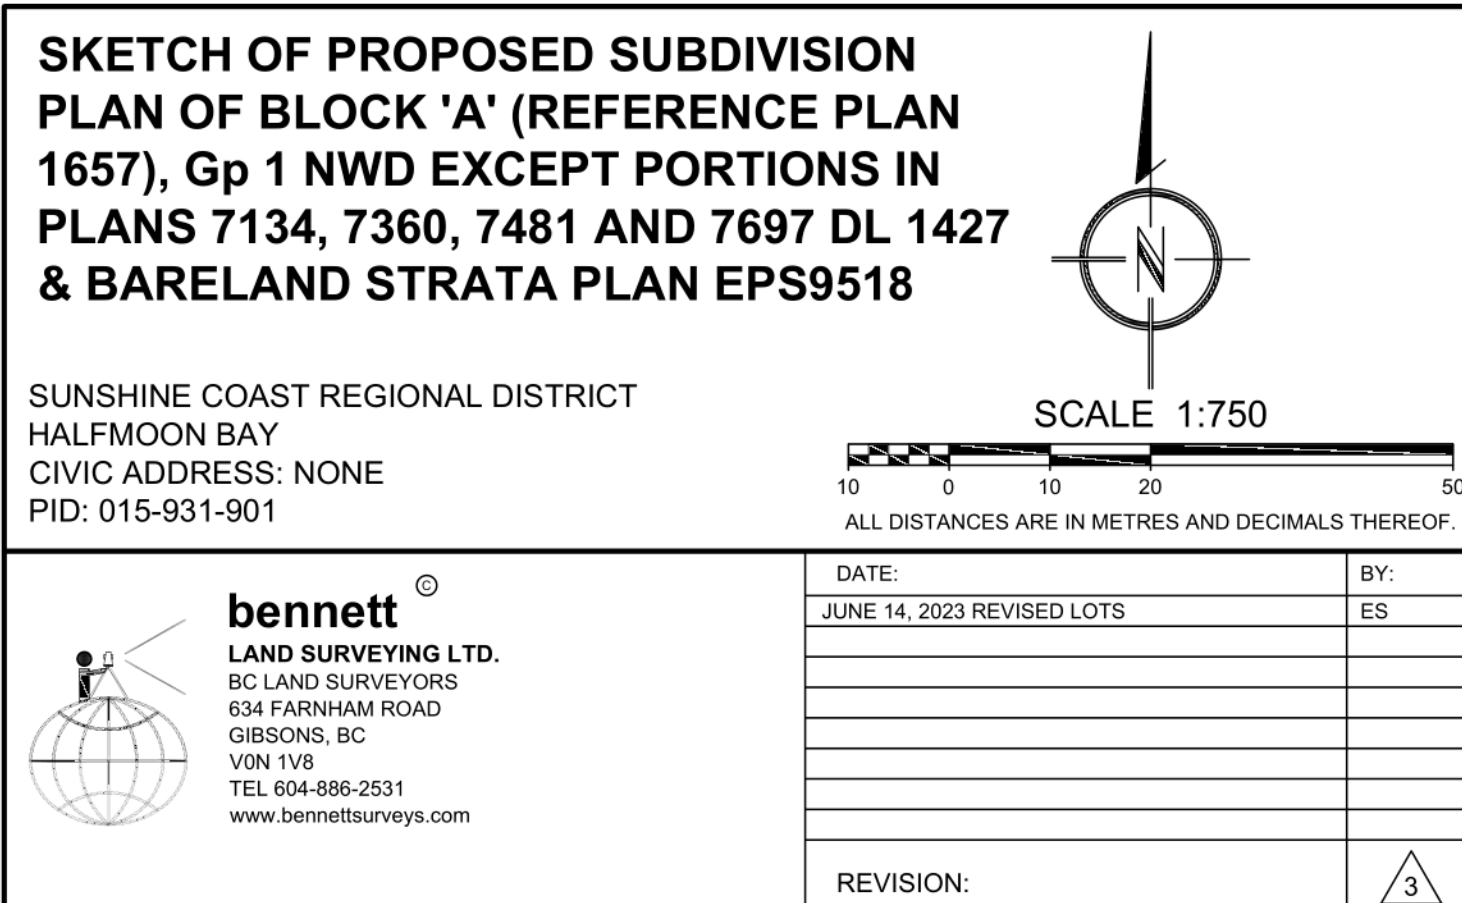 SKETCH OF PROPOSED SUBDIVISION
PLAN OF BLOCK 'A' (REFERENCE PLAN
1657), Gp 1 NWD EXCEPT PORTIONS IN
PLANS 7134, 7360, 7481 AND 7697 DL 1427
& BARELAND STRATA PLAN EPS9518
N
SUNSHINE COAST REGIONAL DISTRICT
HALFMOON BAY
CIVIC ADDRESS: NONE
PID: 015-931-901
SCALE 1:750
10 0 10 20 50
ALL DISTANCES ARE IN METRES AND DECIMALS THEREOF.
bennett ©
LAND SURVEYING LTD.
BC LAND SURVEYORS
634 FARNHAM ROAD
GIBSONS, BC
V0N 1V8
TEL 604-886-2531
www.bennettsurveys.com
DATE: BY:
JUNE 14, 2023 REVISED LOTS ES
REVISION: 3